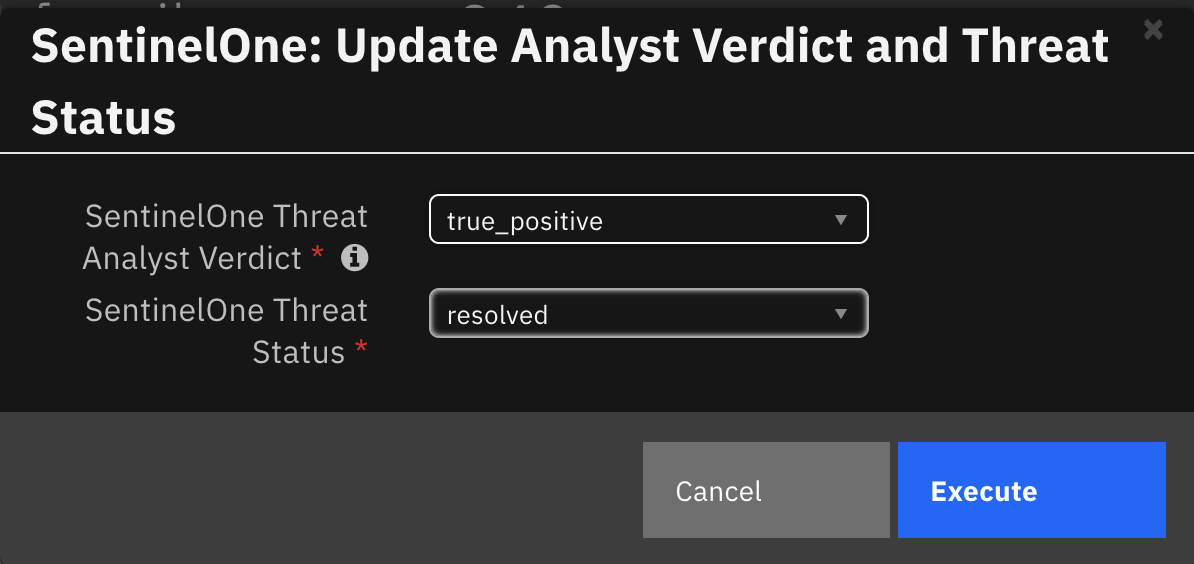 SentinelOne: Update Analyst Verdict and Threat
Status
SentinelOne Threat
Analyst Verdict *
true_positive
SentinelOne Threat
Status *
resolved
Cancel
Execute